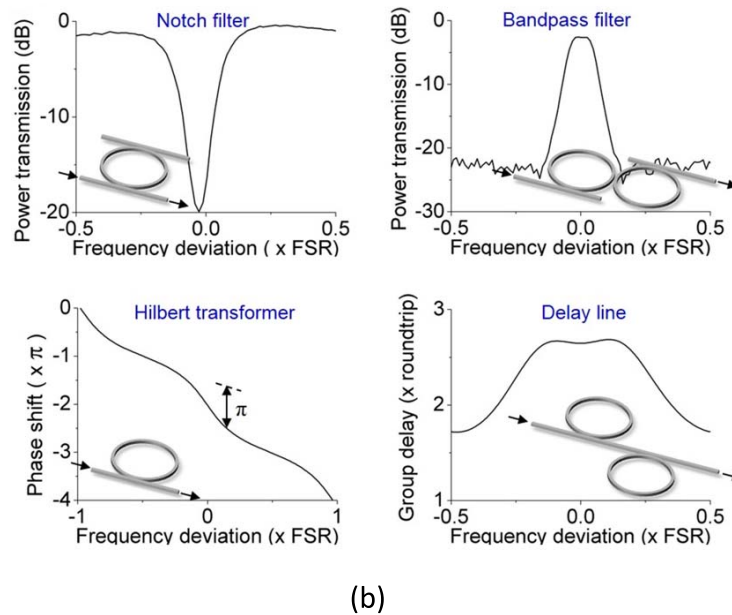 Notch filter
Power transmission (dB)
0
-10
-20
-0.5
0.0
0.5
Frequency deviation ( x FSR)
Bandpass filter
Power transmission (dB)
0
-10
-20
-30
-0.5
0.0
0.5
Frequency deviation (x FSR)
Hilbert transformer
Phase shift ( x π)
0
-1
-2
-3
-4
π
-1
0
1
Frequency deviation (x FSR)
Delay line
Group delay (x roundtrip)
3
2
1
-0.5
0.0
0.5
Frequency deviation (x FSR)
(b)